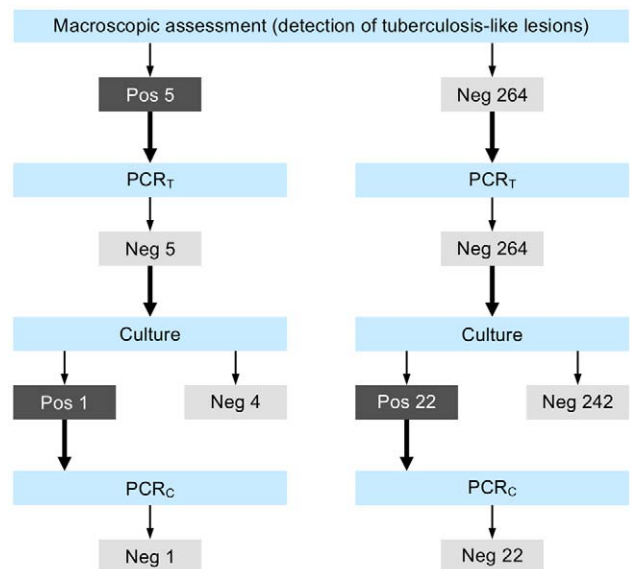 Macroscopic assessment (detection of tuberculosis-like lesions)
Pos 5
Neg 264
PCRT
PCRT
Neg 5
Neg 264
Culture
Culture
Pos 1
Neg 4
Pos 22
Neg 242
PCRC
PCRC
Neg 1
Neg 22